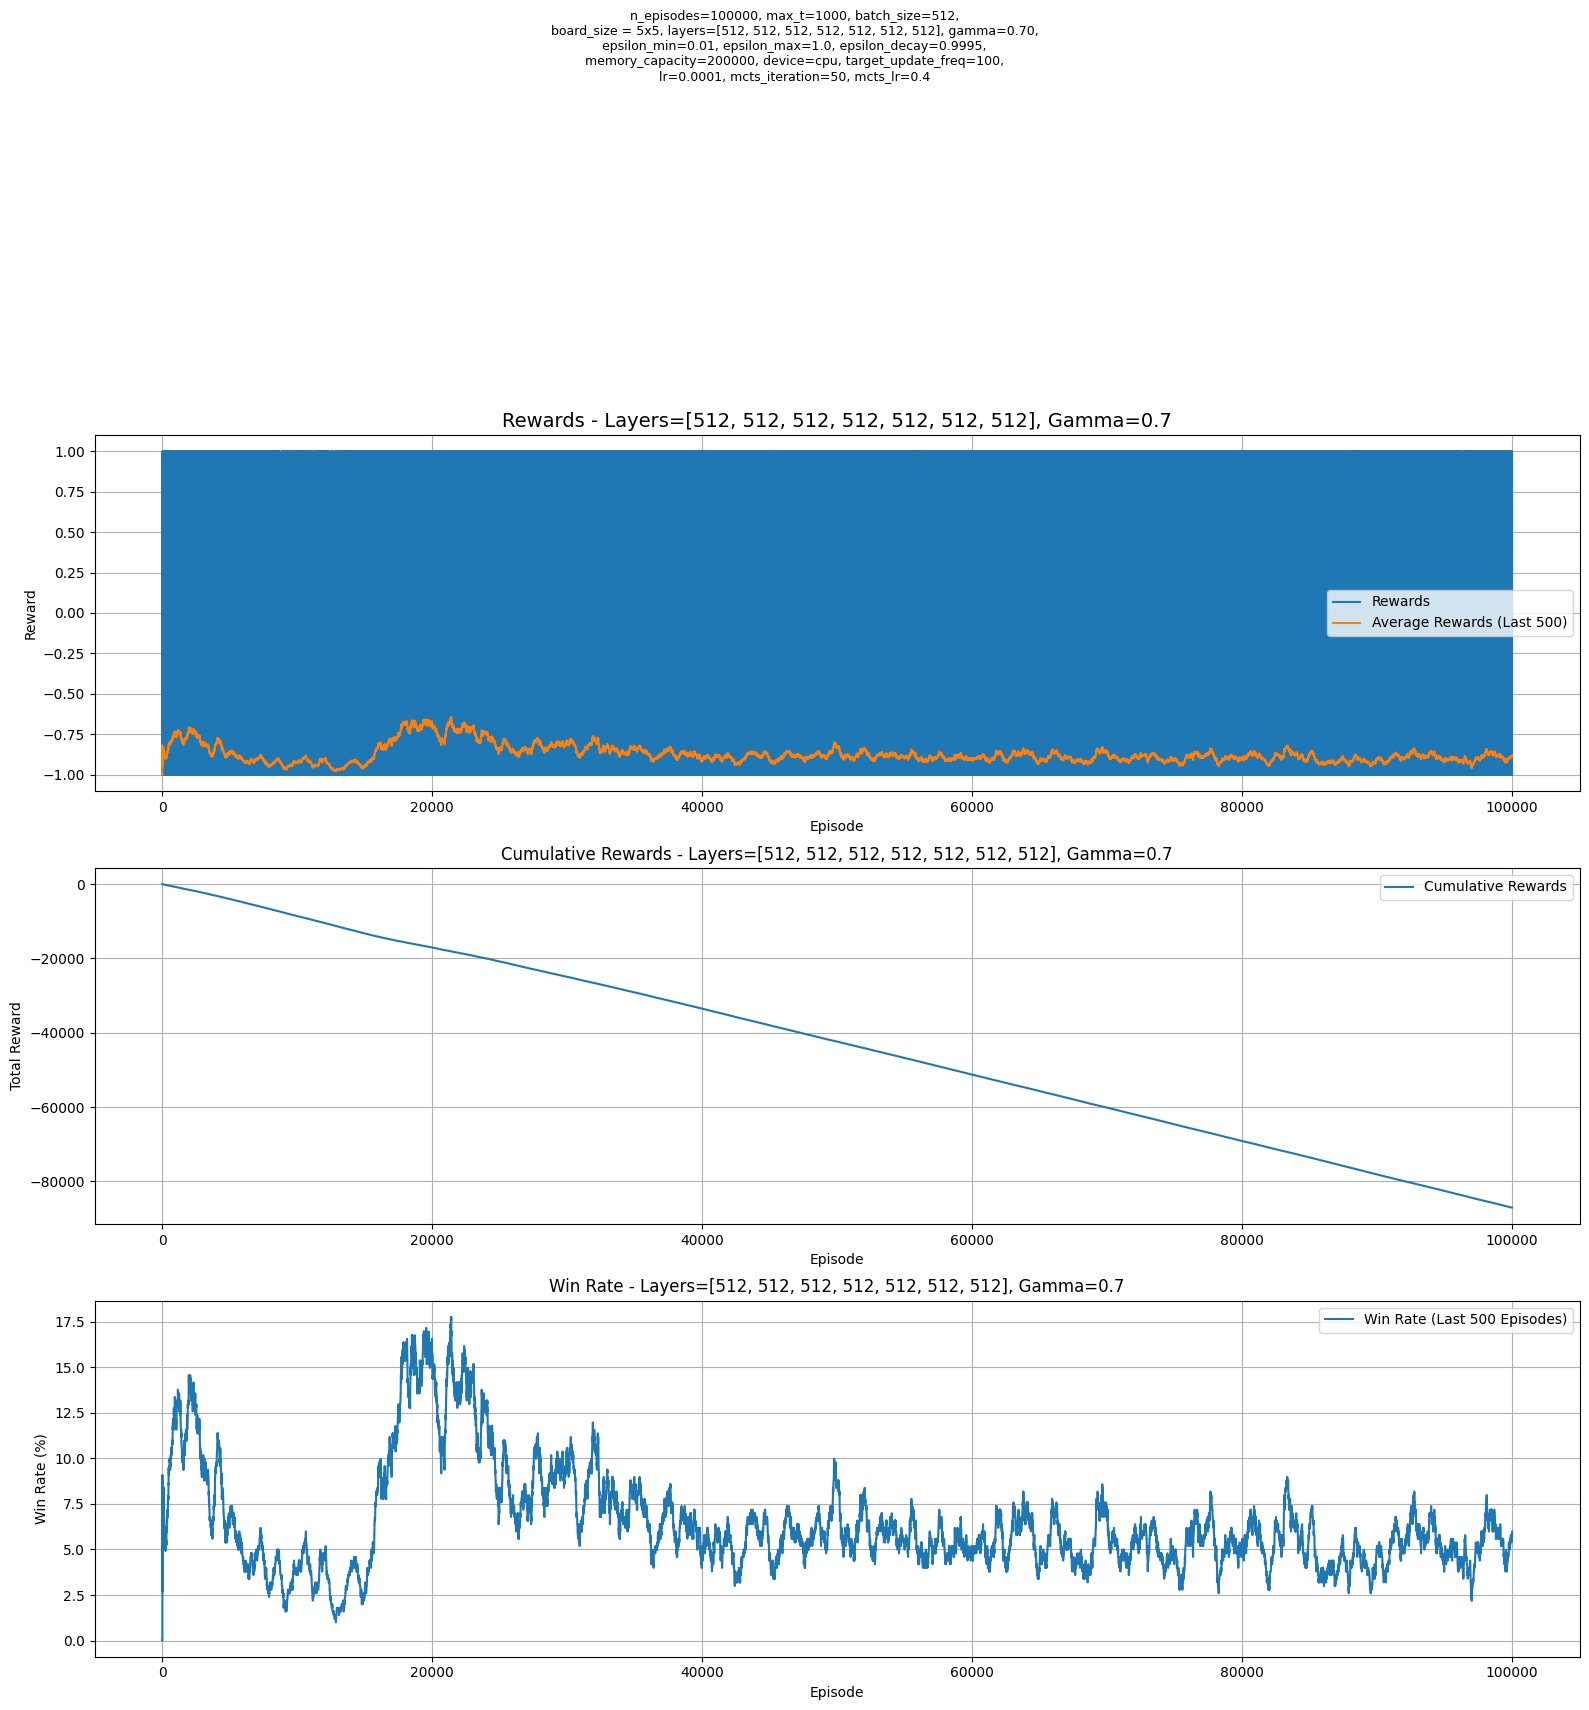 n_episodes=100000, max_t=1000, batch_size=512,
board_size = 5x5, layers=[512, 512, 512, 512, 512, 512, 512], gamma=0.70,
epsilon_min=0.01, epsilon_max=1.0, epsilon_decay=0.9995,
memory_capacity=200000, device=cpu, target_update_freq=100,
lr=0.0001, mcts_iteration=50, mcts_lr=0.4
Rewards - Layers=[512, 512, 512, 512, 512, 512, 512], Gamma=0.7
1.00
0.75
0.50
0.25
0.00
−0.25
−0.50
−0.75
−1.00
Reward
Rewards
Average Rewards (Last 500)
0 20000 40000 60000 80000 100000
Episode
Cumulative Rewards - Layers=[512, 512, 512, 512, 512, 512, 512], Gamma=0.7
0
−20000
−40000
−60000
−80000
Total Reward
Cumulative Rewards
0 20000 40000 60000 80000 100000
Episode
Win Rate - Layers=[512, 512, 512, 512, 512, 512, 512], Gamma=0.7
17.5
15.0
12.5
10.0
7.5
5.0
2.5
0.0
Win Rate (%)
Win Rate (Last 500 Episodes)
0 20000 40000 60000 80000 100000
Episode